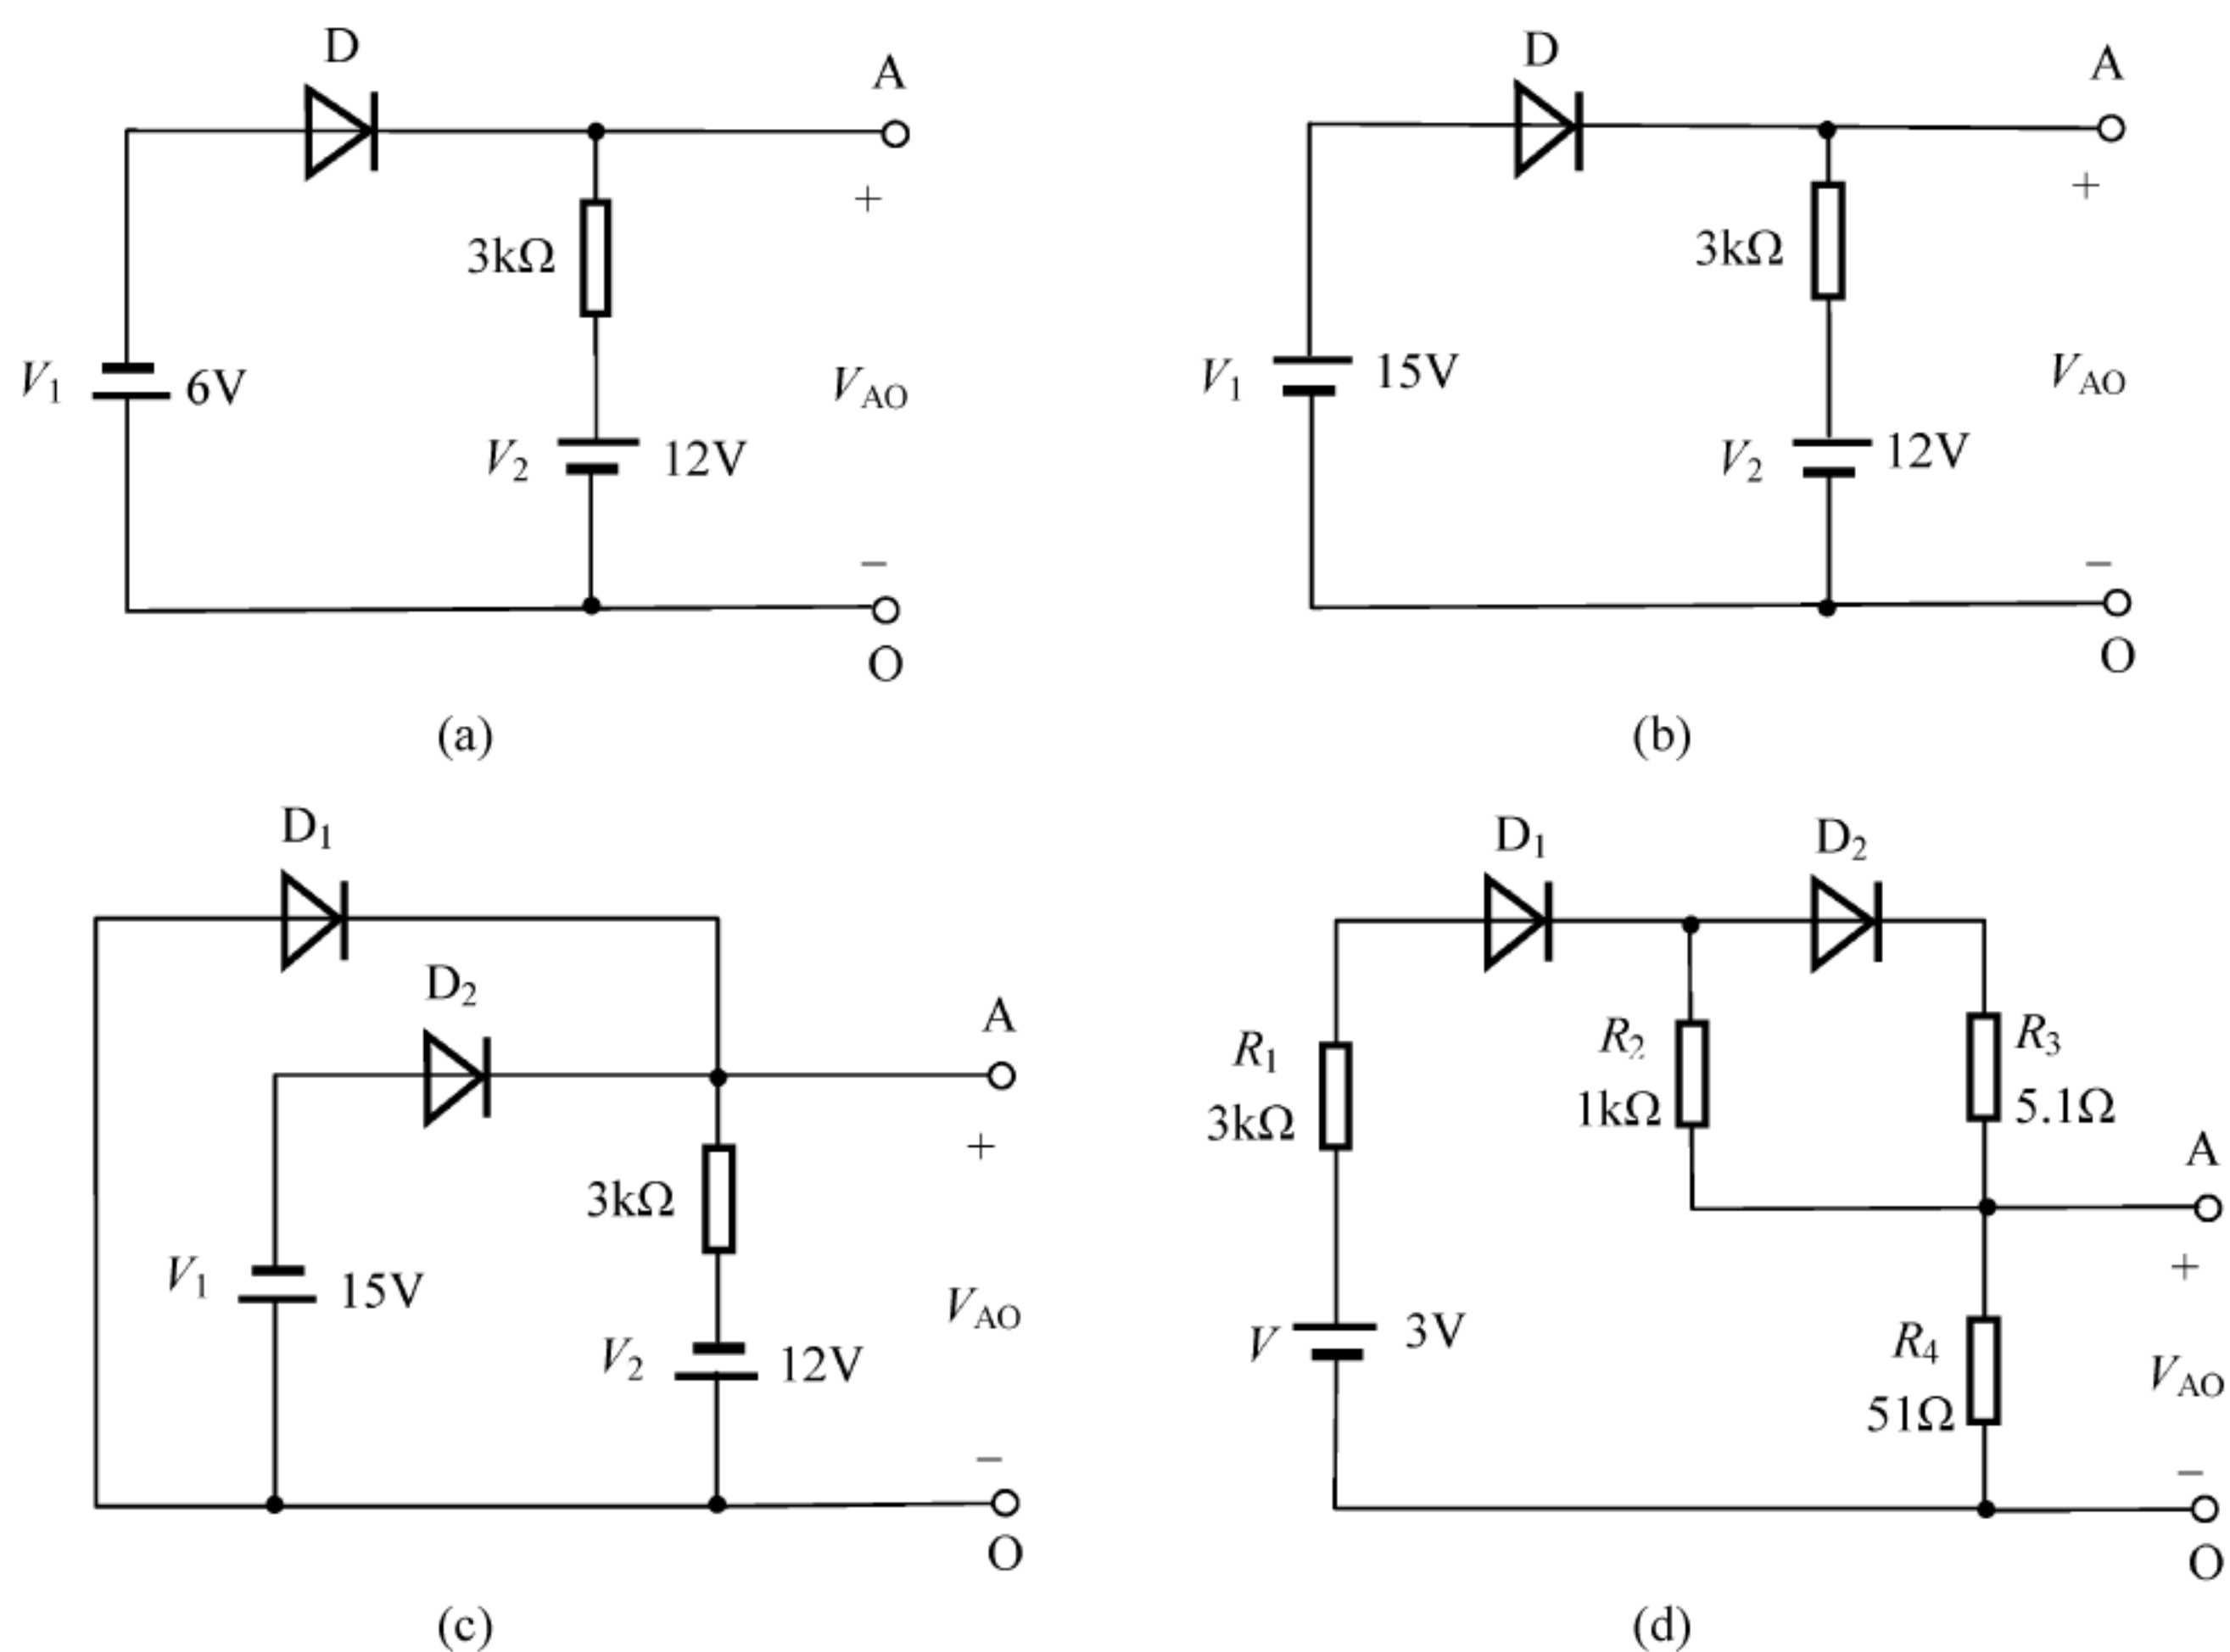 D
A
+
3kΩ
V1
6V
VAO
V2
12V
−
O
(a)
D
A
+
3kΩ
V1
15V
VAO
V2
12V
−
O
(b)
D1
D2
A
+
3kΩ
V1
15V
VAO
V2
12V
−
O
(c)
D1
D2
R1
3kΩ
R2
1kΩ
R3
5.1Ω
A
+
V
3V
R4
51Ω
VAO
−
O
(d)